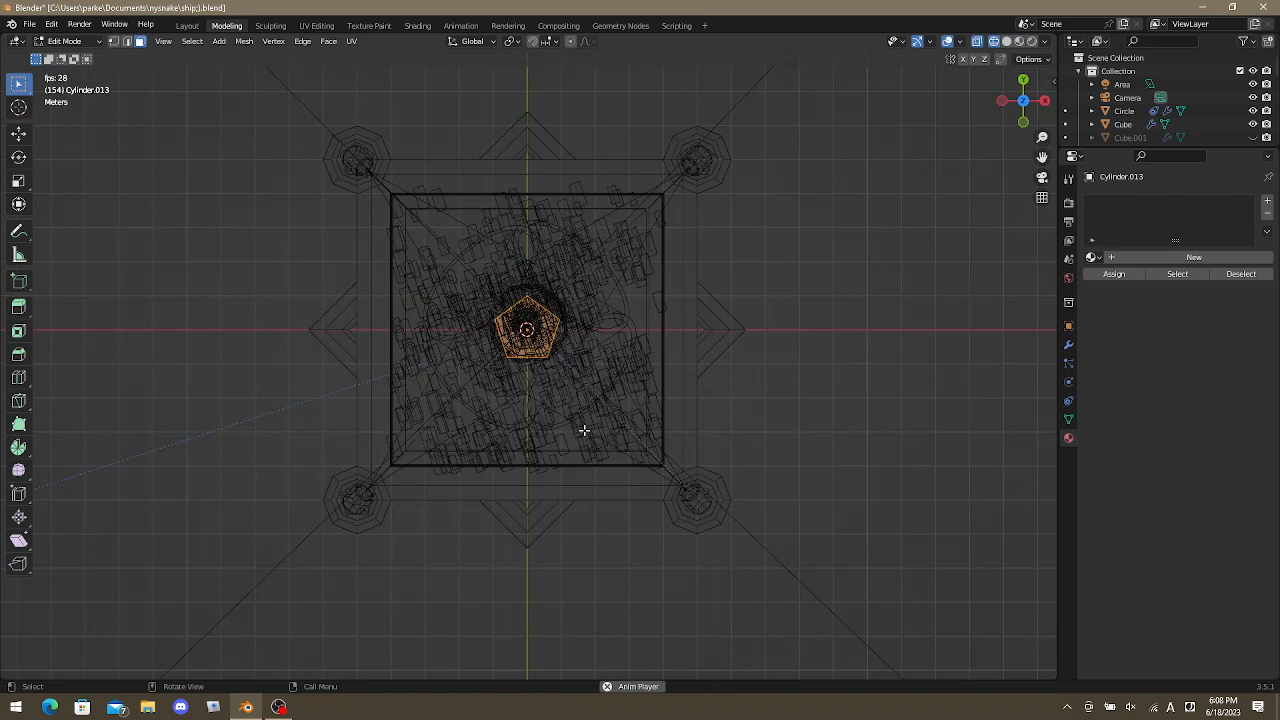 Blender* [C:\Users\parke\Documents\nysnake\ship;).blend]
File Edit Render Window Help Layout Modeling Sculpting UV Editing Texture Paint Shading Animation Rendering Compositing Geometry Nodes Scripting + Scene ViewLayer
Edit Mode View Select Add Mesh Vertex Edges Face UV Global
X Y Z Options
fps: 28
(154) Cylinder.013
Meters
Y
Z X
Scene Collection
Collection
Area
Camera
Circle
Cube
Cube.001
Cylinder.013
New
Assign Select Deselect
Select Rotate View Call Menu Anim Player 3.5.1
6:08 PM
6/18/2023